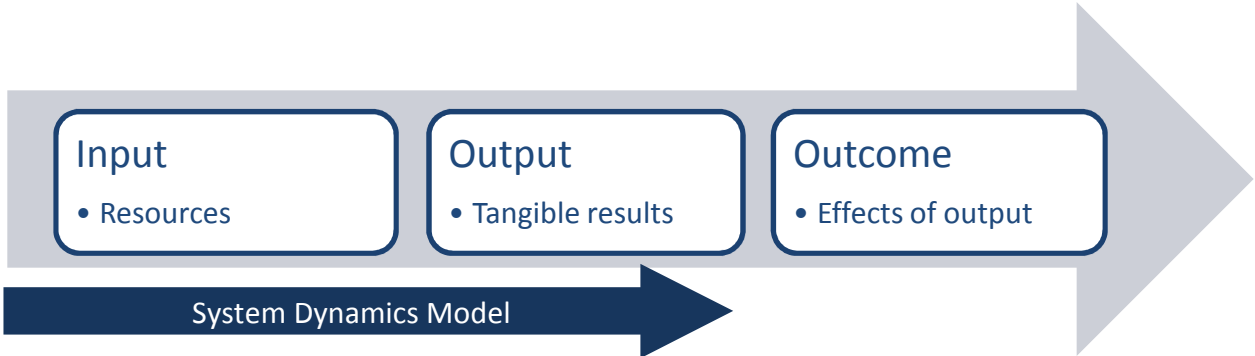 Input
• Resources
Output
• Tangible results
Outcome
• Effects of output
System Dynamics Model